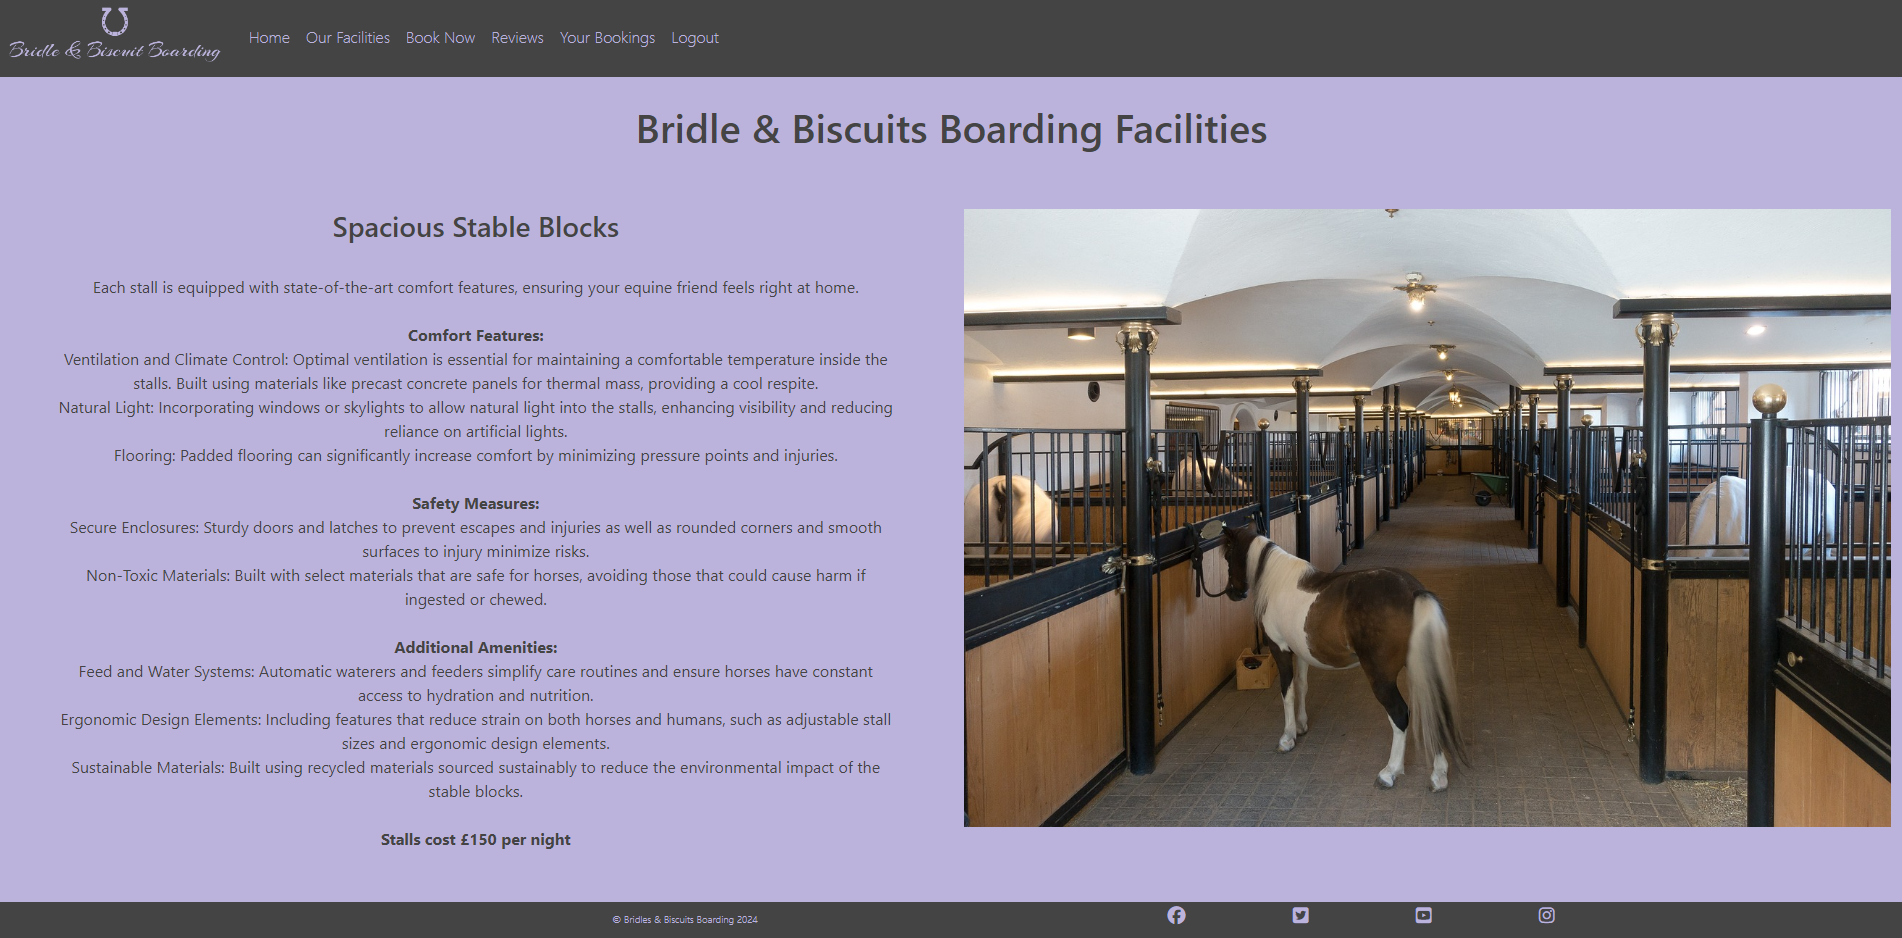 Bridle & Biscuit Boarding
Home Our Facilities Book Now Reviews Your Bookings Logout
Bridle & Biscuits Boarding Facilities
Spacious Stable Blocks
Each stall is equipped with state-of-the-art comfort features, ensuring your equine friend feels right at home.
Comfort Features:
Ventilation and Climate Control: Optimal ventilation is essential for maintaining a comfortable temperature inside the
stalls. Built using materials like precast concrete panels for thermal mass, providing a cool respite.
Natural Light: Incorporating windows or skylights to allow natural light into the stalls, enhancing visibility and reducing
reliance on artificial lights.
Flooring: Padded flooring can significantly increase comfort by minimizing pressure points and injuries.
Safety Measures:
Secure Enclosures: Sturdy doors and latches to prevent escapes and injuries as well as rounded corners and smooth
surfaces to injury minimize risks.
Non-Toxic Materials: Built with select materials that are safe for horses, avoiding those that could cause harm if
ingested or chewed.
Additional Amenities:
Feed and Water Systems: Automatic waterers and feeders simplify care routines and ensure horses have constant
access to hydration and nutrition.
Ergonomic Design Elements: Including features that reduce strain on both horses and humans, such as adjustable stall
sizes and ergonomic design elements.
Sustainable Materials: Built using recycled materials sourced sustainably to reduce the environmental impact of the
stable blocks.
Stalls cost £150 per night
© Bridles & Biscuits Boarding 2024